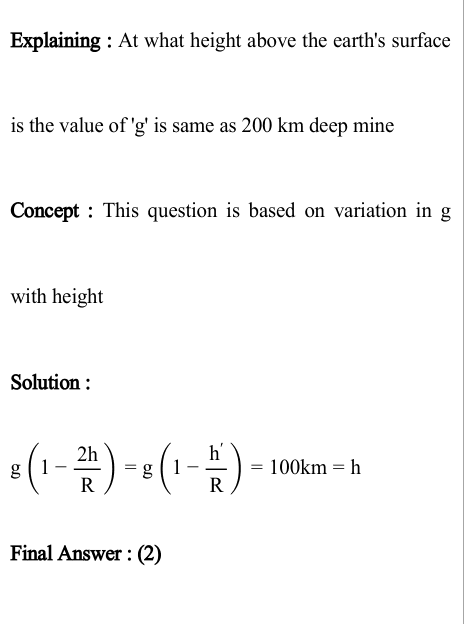 Explaining : At what height above the earth's surface
is the value of 'g' is same as 200 km deep mine
Concept : This question is based on variation in g
with height
Solution :
g (1 − 2h/R) = g (1 − h′/R) = 100km = h
Final Answer : (2)